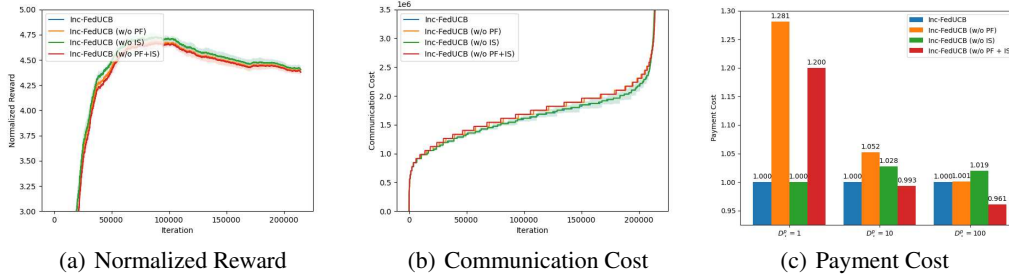 5.00
4.75
4.50
4.25
4.00
3.75
3.50
3.25
3.00
Normalized Reward
Inc-FedUCB
Inc-FedUCB (w/o PF)
Inc-FedUCB (w/o IS)
Inc-FedUCB (w/o PF+IS)
0 50000 100000 150000 200000
Iteration
(a) Normalized Reward
1e6
3.5
3.0
2.5
2.0
1.5
1.0
0.5
0.0
Communication Cost
Inc-FedUCB
Inc-FedUCB (w/o PF)
Inc-FedUCB (w/o IS)
Inc-FedUCB (w/o PF+IS)
0 50000 100000 150000 200000
Iteration
(b) Communication Cost
1.30
1.25
1.20
1.15
1.10
1.05
1.00
0.95
Payment Cost
Inc-FedUCB
Inc-FedUCB (w/o PF)
Inc-FedUCB (w/o IS)
Inc-FedUCB (w/o PF + IS)
1.000 1.281 1.000 1.200
1.000 1.052 1.028 0.993
1.000 1.001 1.019 0.961
(c) Payment Cost